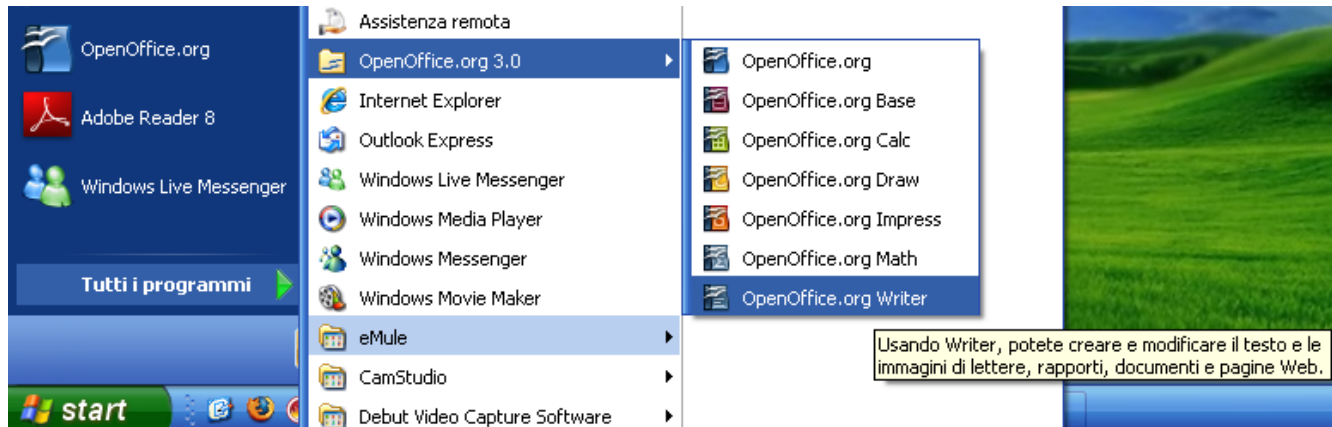 OpenOffice.org
Adobe Reader 8
Windows Live Messenger
Tutti i programmi
start
Assistenza remota
OpenOffice.org 3.0
Internet Explorer
Outlook Express
Windows Live Messenger
Windows Media Player
Windows Messenger
Windows Movie Maker
eMule
CamStudio
Debut Video Capture Software
OpenOffice.org
OpenOffice.org Base
OpenOffice.org Calc
OpenOffice.org Draw
OpenOffice.org Impress
OpenOffice.org Math
OpenOffice.org Writer
Usando Writer, potete creare e modificare il testo e le
immagini di lettere, rapporti, documenti e pagine Web.